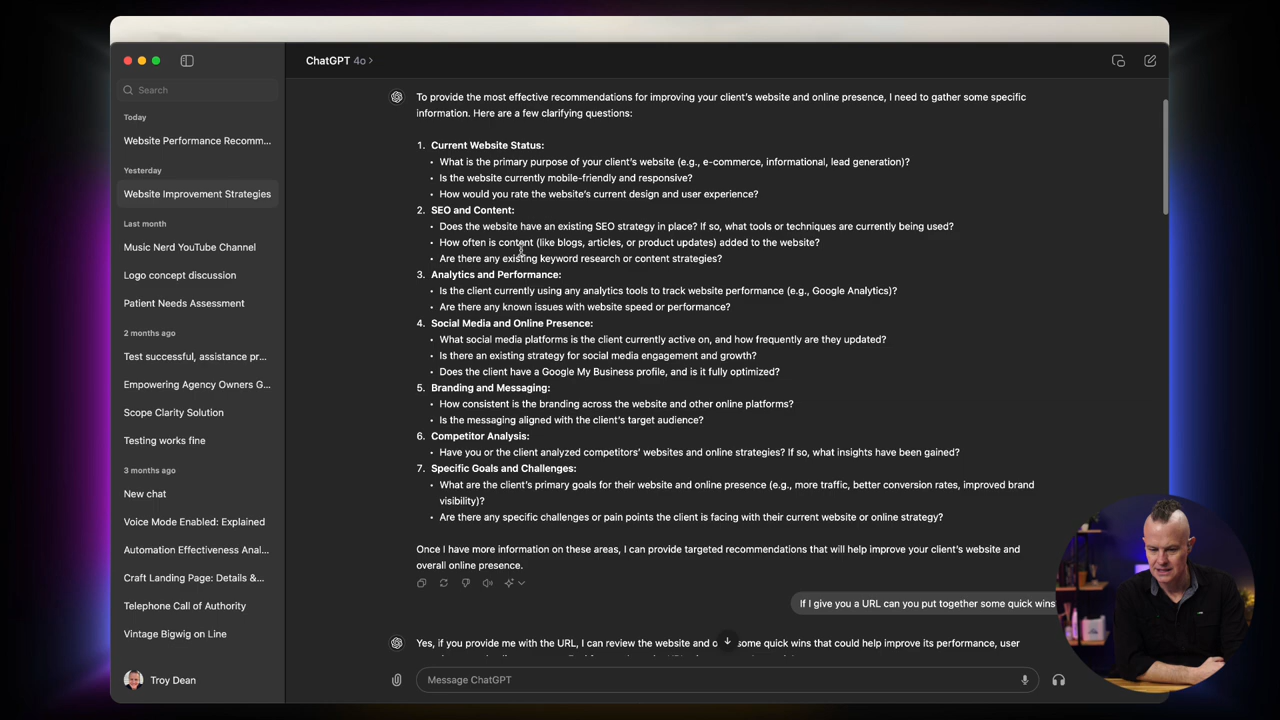 ChatGPT 4o >
Search
Today
Website Performance Recomm...
Yesterday
Website Improvement Strategies
Last month
Music Nerd YouTube Channel
Logo concept discussion
Patient Needs Assessment
2 months ago
Test successful, assistance pr...
Empowering Agency Owners G...
Scope Clarity Solution
Testing works fine
3 months ago
New chat
Voice Mode Enabled: Explained
Automation Effectiveness Anal...
Craft Landing Page: Details &...
Telephone Call of Authority
Vintage Bigwig on Line
Troy Dean
To provide the most effective recommendations for improving your client's website and online presence, I need to gather some specific
information. Here are a few clarifying questions:
1. Current Website Status:
• What is the primary purpose of your client's website (e.g., e-commerce, informational, lead generation)?
• Is the website currently mobile-friendly and responsive?
• How would you rate the website's current design and user experience?
2. SEO and Content:
• Does the website have an existing SEO strategy in place? If so, what tools or techniques are currently being used?
• How often is content (like blogs, articles, or product updates) added to the website?
• Are there any existing keyword research or content strategies?
3. Analytics and Performance:
• Is the client currently using any analytics tools to track website performance (e.g., Google Analytics)?
• Are there any known issues with website speed or performance?
4. Social Media and Online Presence:
• What social media platforms is the client currently active on, and how frequently are they updated?
• Is there an existing strategy for social media engagement and growth?
• Does the client have a Google My Business profile, and is it fully optimized?
5. Branding and Messaging:
• How consistent is the branding across the website and other online platforms?
• Is the messaging aligned with the client's target audience?
6. Competitor Analysis:
• Have you or the client analyzed competitors' websites and online strategies? If so, what insights have been gained?
7. Specific Goals and Challenges:
• What are the client's primary goals for their website and online presence (e.g., more traffic, better conversion rates, improved brand
visibility)?
• Are there any specific challenges or pain points the client is facing with their current website or online strategy?
Once I have more information on these areas, I can provide targeted recommendations that will help improve your client's website and
overall online presence.
If I give you a URL can you put together some quick wins
Yes, if you provide me with the URL, I can review the website and some quick wins that could help improve its performance, user
Message ChatGPT